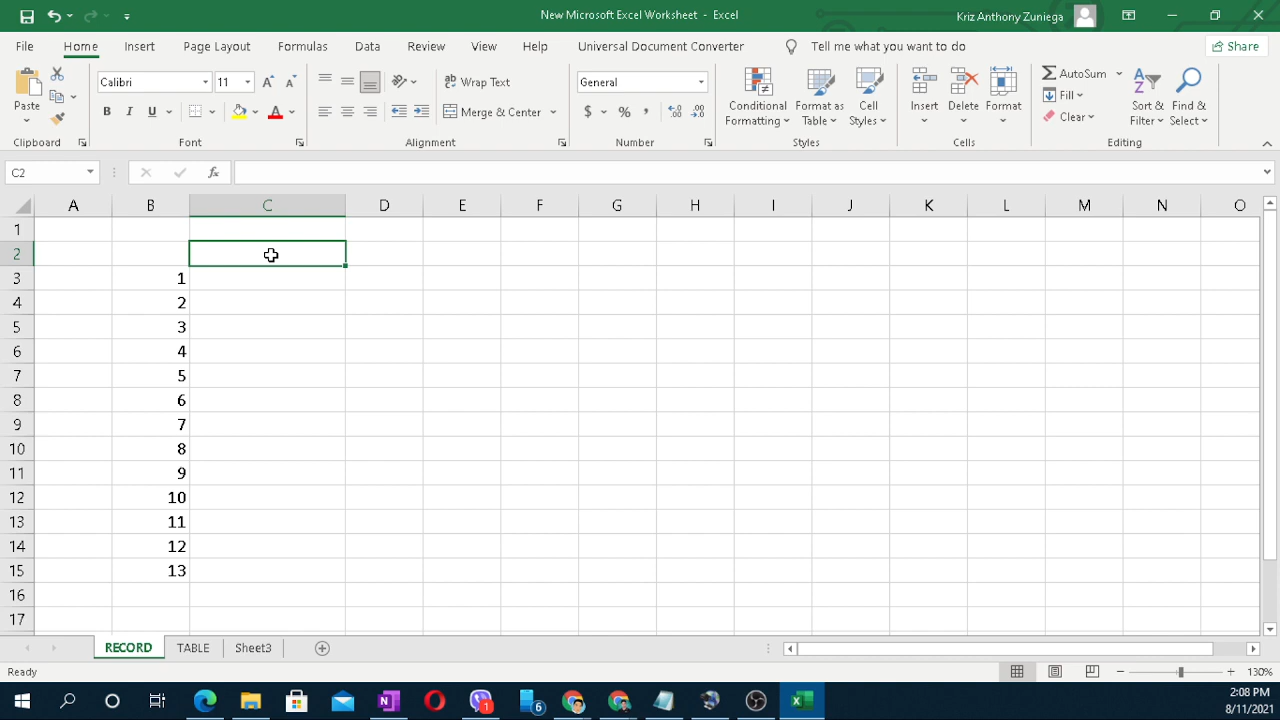 New Microsoft Excel Worksheet - Excel
Kriz Anthony Zuniega
File Home Insert Page Layout Formulas Data Review View Help Universal Document Converter Tell me what you want to do Share
Paste
Clipboard
Calibri 11
B I U A
Font
Wrap Text
Merge & Center
Alignment
General
$ % ,
Number
Conditional Formatting
Format as Table
Cell Styles
Styles
Insert Delete Format
Cells
AutoSum
Fill
Clear
Sort & Filter
Find & Select
Editing
C2 fx
A B C D E F G H I J K L M N O
1
2
3 1
4 2
5 3
6 4
7 5
8 6
9 7
10 8
11 9
12 10
13 11
14 12
15 13
16
17
RECORD TABLE Sheet3
Ready 130%
1 6 2:08 PM
8/11/2021